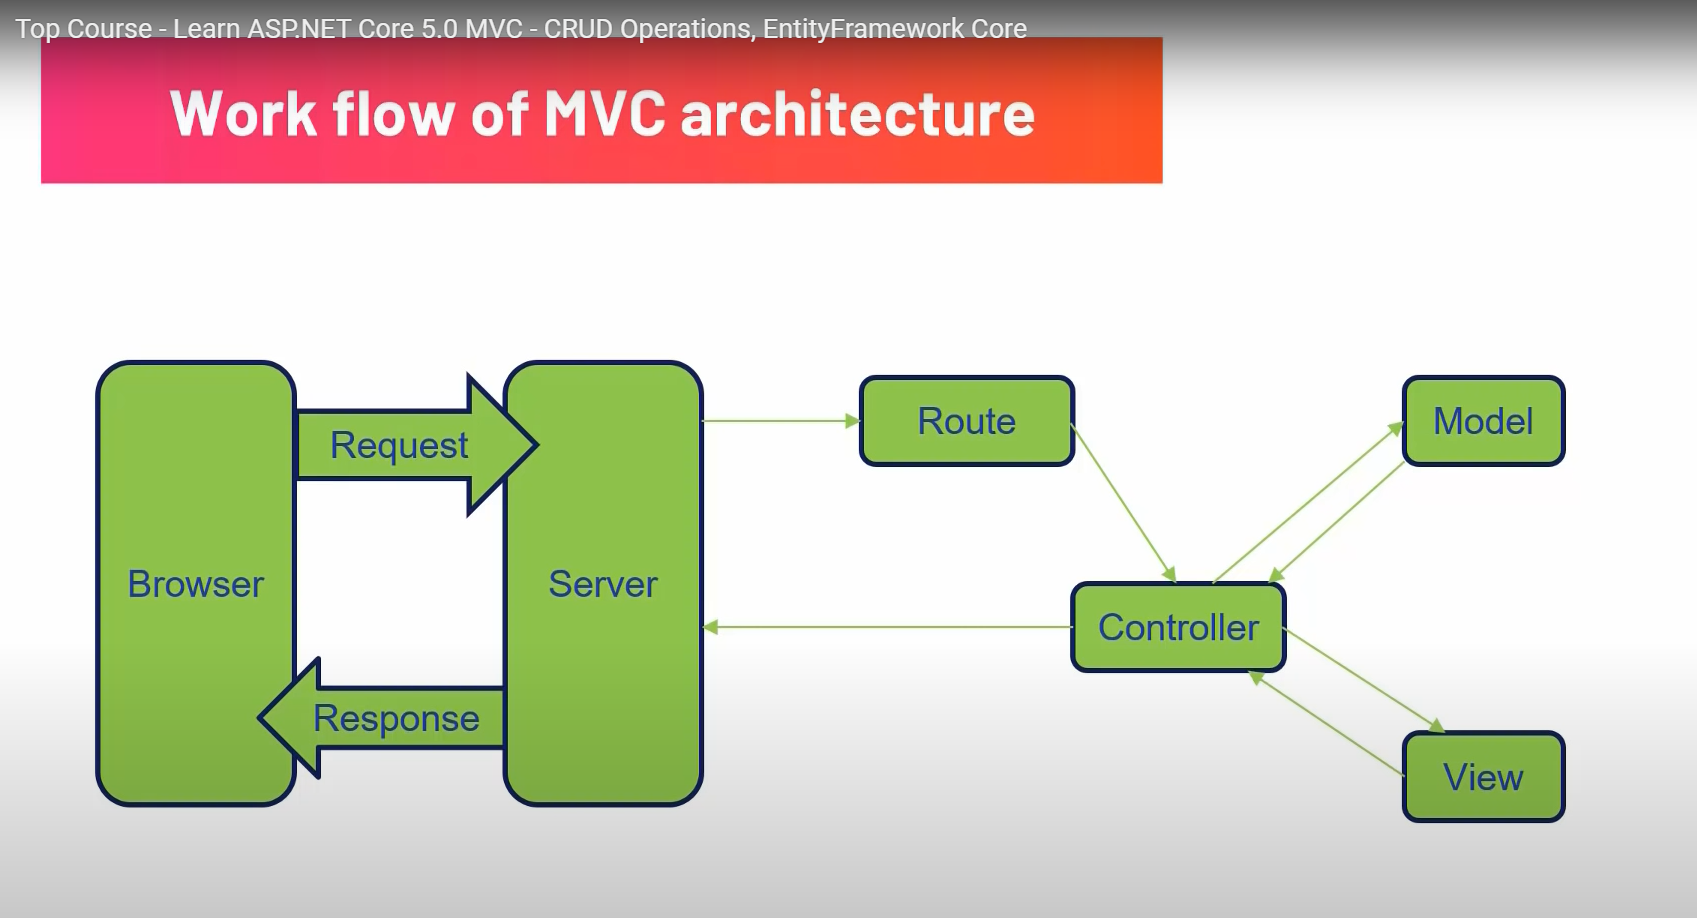 Top Course - Learn ASP.NET Core 5.0 MVC - CRUD Operations, EntityFramework Core
Work flow of MVC architecture
Request
Route
Model
Browser
Server
Controller
Response
View